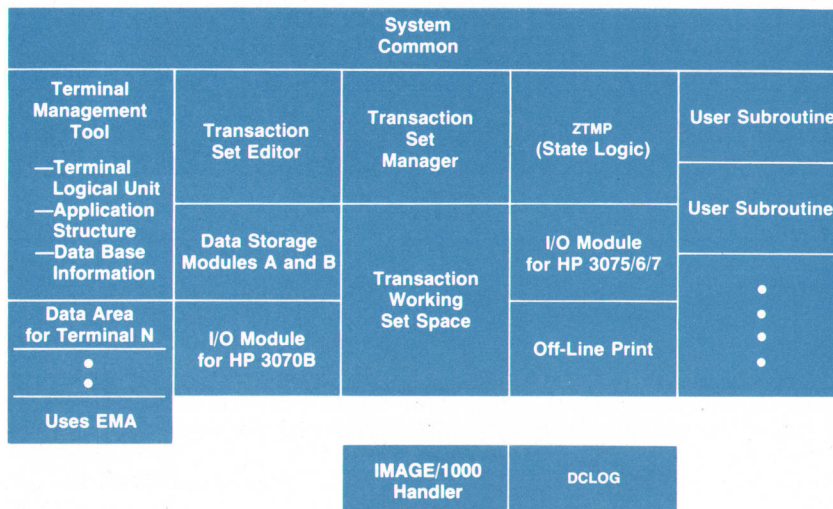 System
Common
Terminal
Management
Tool
—Terminal
Logical Unit
—Application
Structure
—Data Base
Information
Data Area
for Terminal N
•
•
Uses EMA
Transaction
Set Editor
Data Storage
Modules A and B
I/O Module
for HP 3070B
Transaction
Set
Manager
Transaction
Working
Set Space
ZTMP
(State Logic)
I/O Module
for HP 3075/6/7
Off-Line Print
User Subroutine
User Subroutine
•
•
•
•
IMAGE/1000
Handler
DCLOG